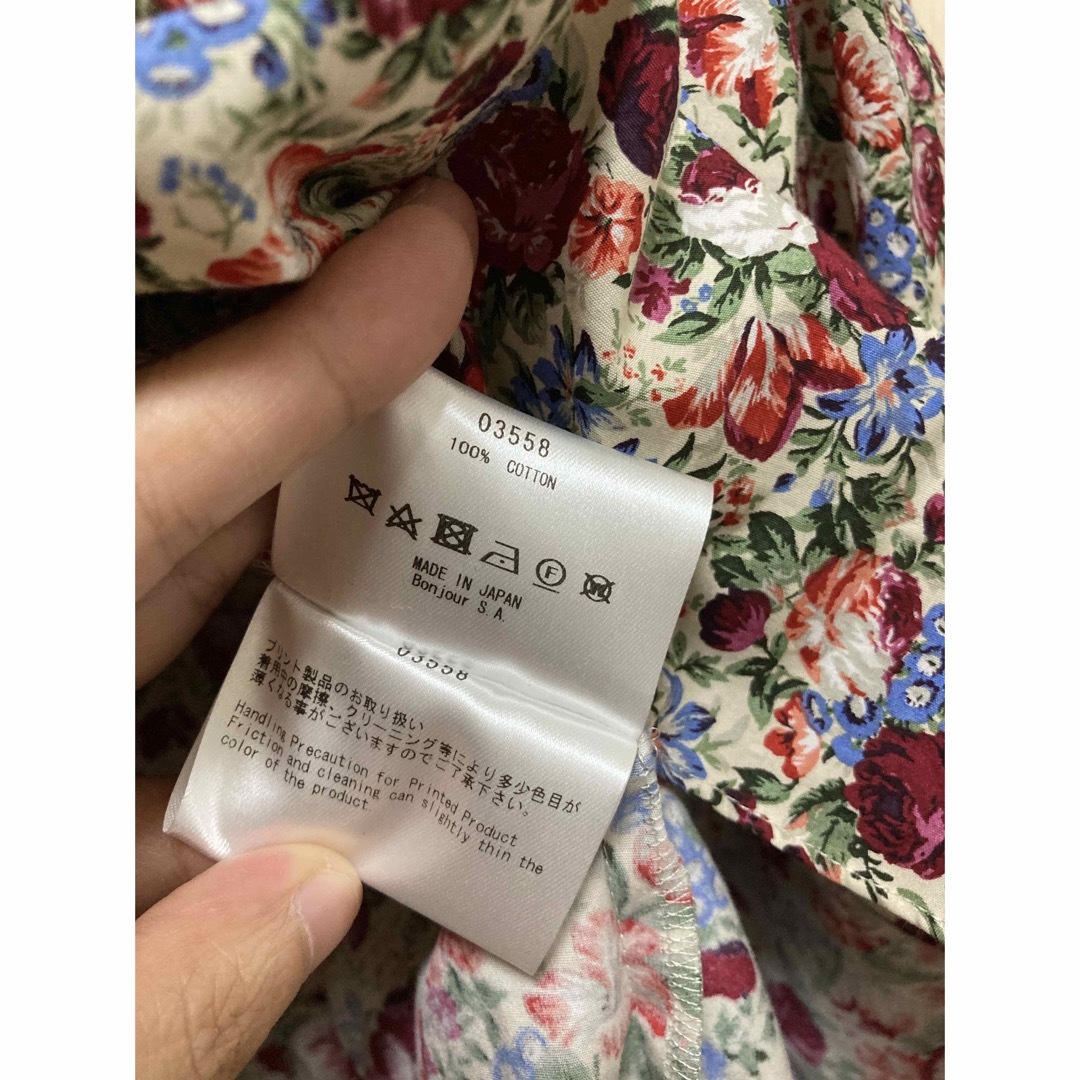 03558
100% COTTON
F
W
MADE IN JAPAN
Bonjour S.A.
03558
プリント製品のお取り扱い
着用中の摩擦、クリーニング等により多少色目が
薄くなる事がございますのでご了承下さい。
Handling Precaution for Printed Product
Friction and cleaning can slightly thin the
color of the product.